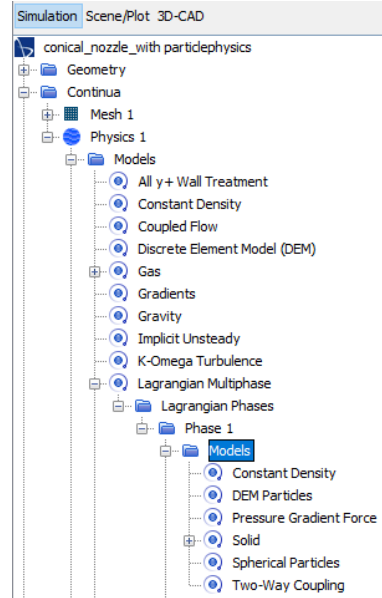 Simulation Scene/Plot 3D-CAD
conical_nozzle_with particlephysics
Geometry
Continua
Mesh 1
Physics 1
Models
All y+ Wall Treatment
Constant Density
Coupled Flow
Discrete Element Model (DEM)
Gas
Gradients
Gravity
Implicit Unsteady
K-Omega Turbulence
Lagrangian Multiphase
Lagrangian Phases
Phase 1
Models
Constant Density
DEM Particles
Pressure Gradient Force
Solid
Spherical Particles
Two-Way Coupling